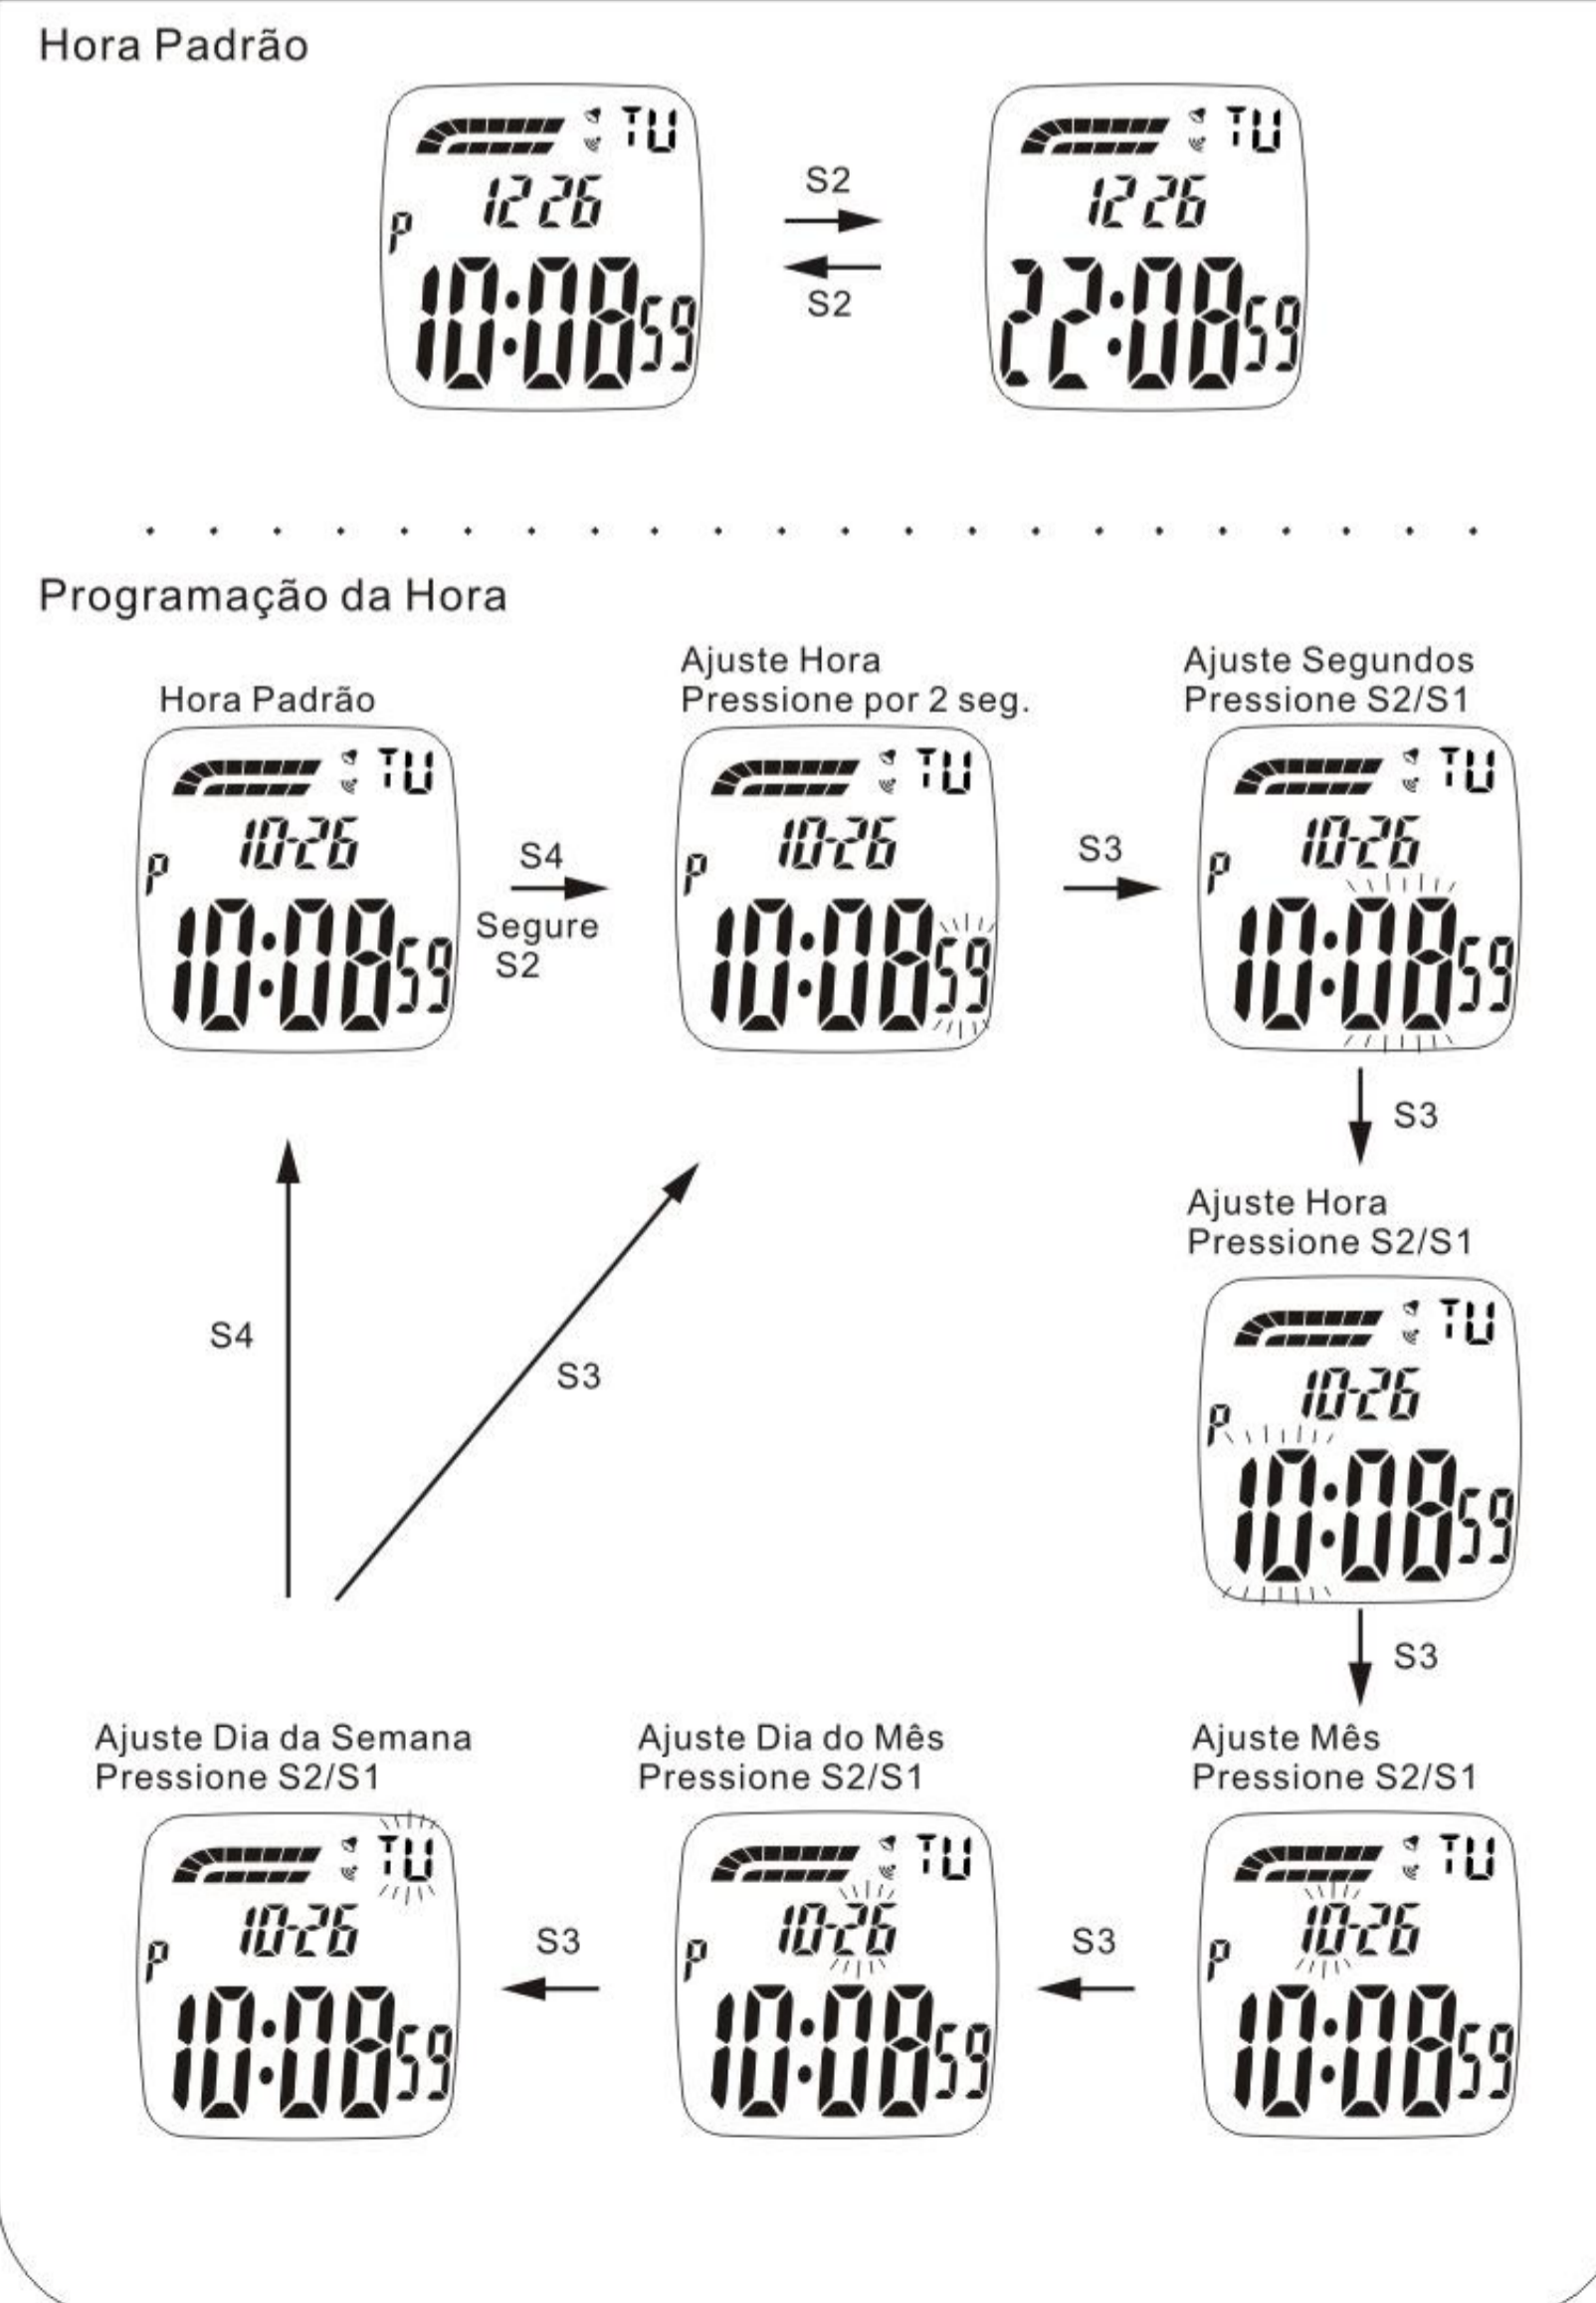 Hora Padrão
TU
12 26
P
10:08 59
S2
S2
TU
12 26
22:08 59
Programação da Hora
Hora Padrão
TU
10-26
P
10:08 59
S4
Segure
S2
Ajuste Hora
Pressione por 2 seg.
TU
10-26
P
10:08 59
S3
Ajuste Segundos
Pressione S2/S1
TU
10-26
P
10:08 59
S3
Ajuste Hora
Pressione S2/S1
TU
10-26
P
10:08 59
S4
S3
S3
Ajuste Dia da Semana
Pressione S2/S1
TU
10-26
P
10:08 59
S3
Ajuste Dia do Mês
Pressione S2/S1
TU
10-26
P
10:08 59
S3
Ajuste Mês
Pressione S2/S1
TU
10-26
P
10:08 59